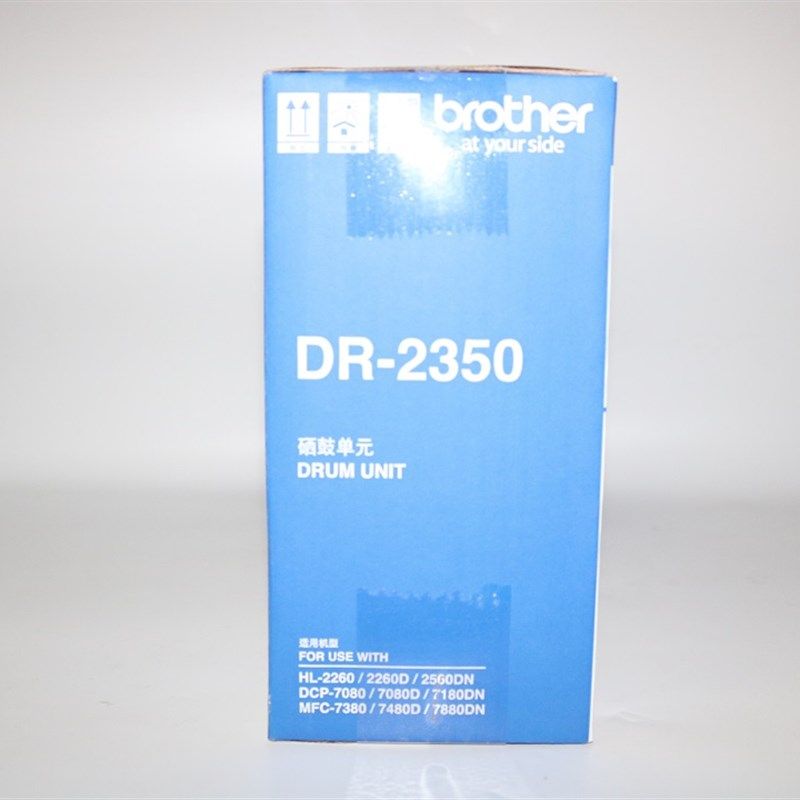 brother
at your side
DR-2350
硒鼓单元
DRUM UNIT
适用机型
FOR USE WITH
HL-2260 / 2260D / 2560DN
DCP-7080 / 7080D / 7180DN
MFC-7380 / 7480D / 7880DN